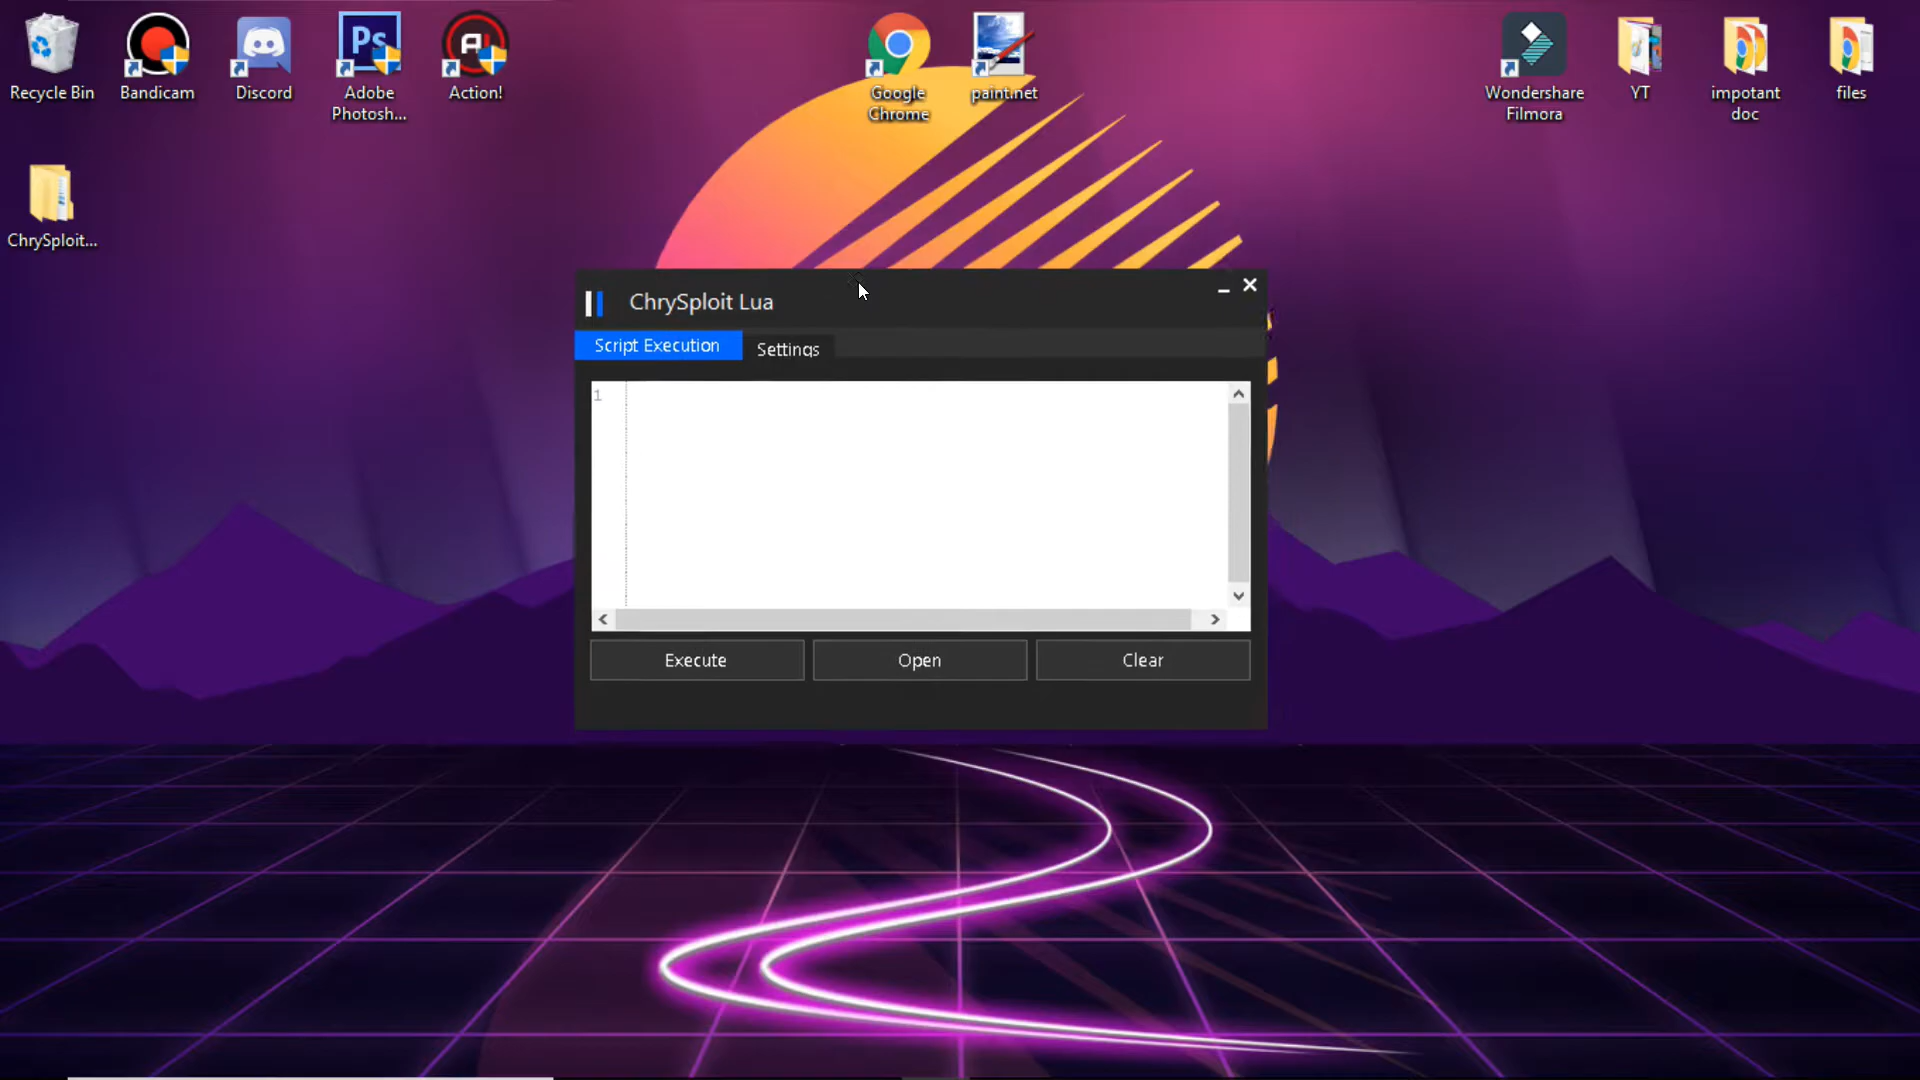 Recycle Bin
Bandicam
Discord
Ps
Adobe
Photosh...
Action!
Google
Chrome
paint.net
Wondershare
Filmora
YT
impotant
doc
files
ChrySploit...
ChrySploit Lua
Script Execution
Settings
1
Execute
Open
Clear